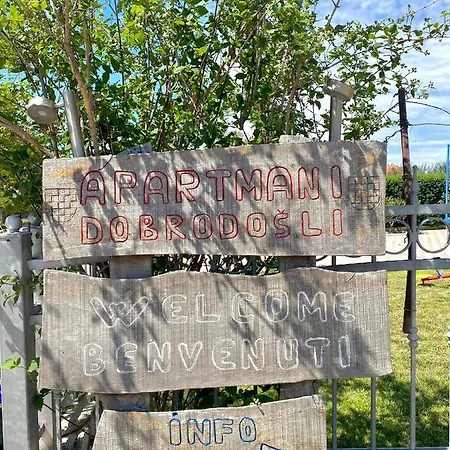 APARTMANI
DOBRODOŠLI
WELCOME
BENVENUTI
INFO